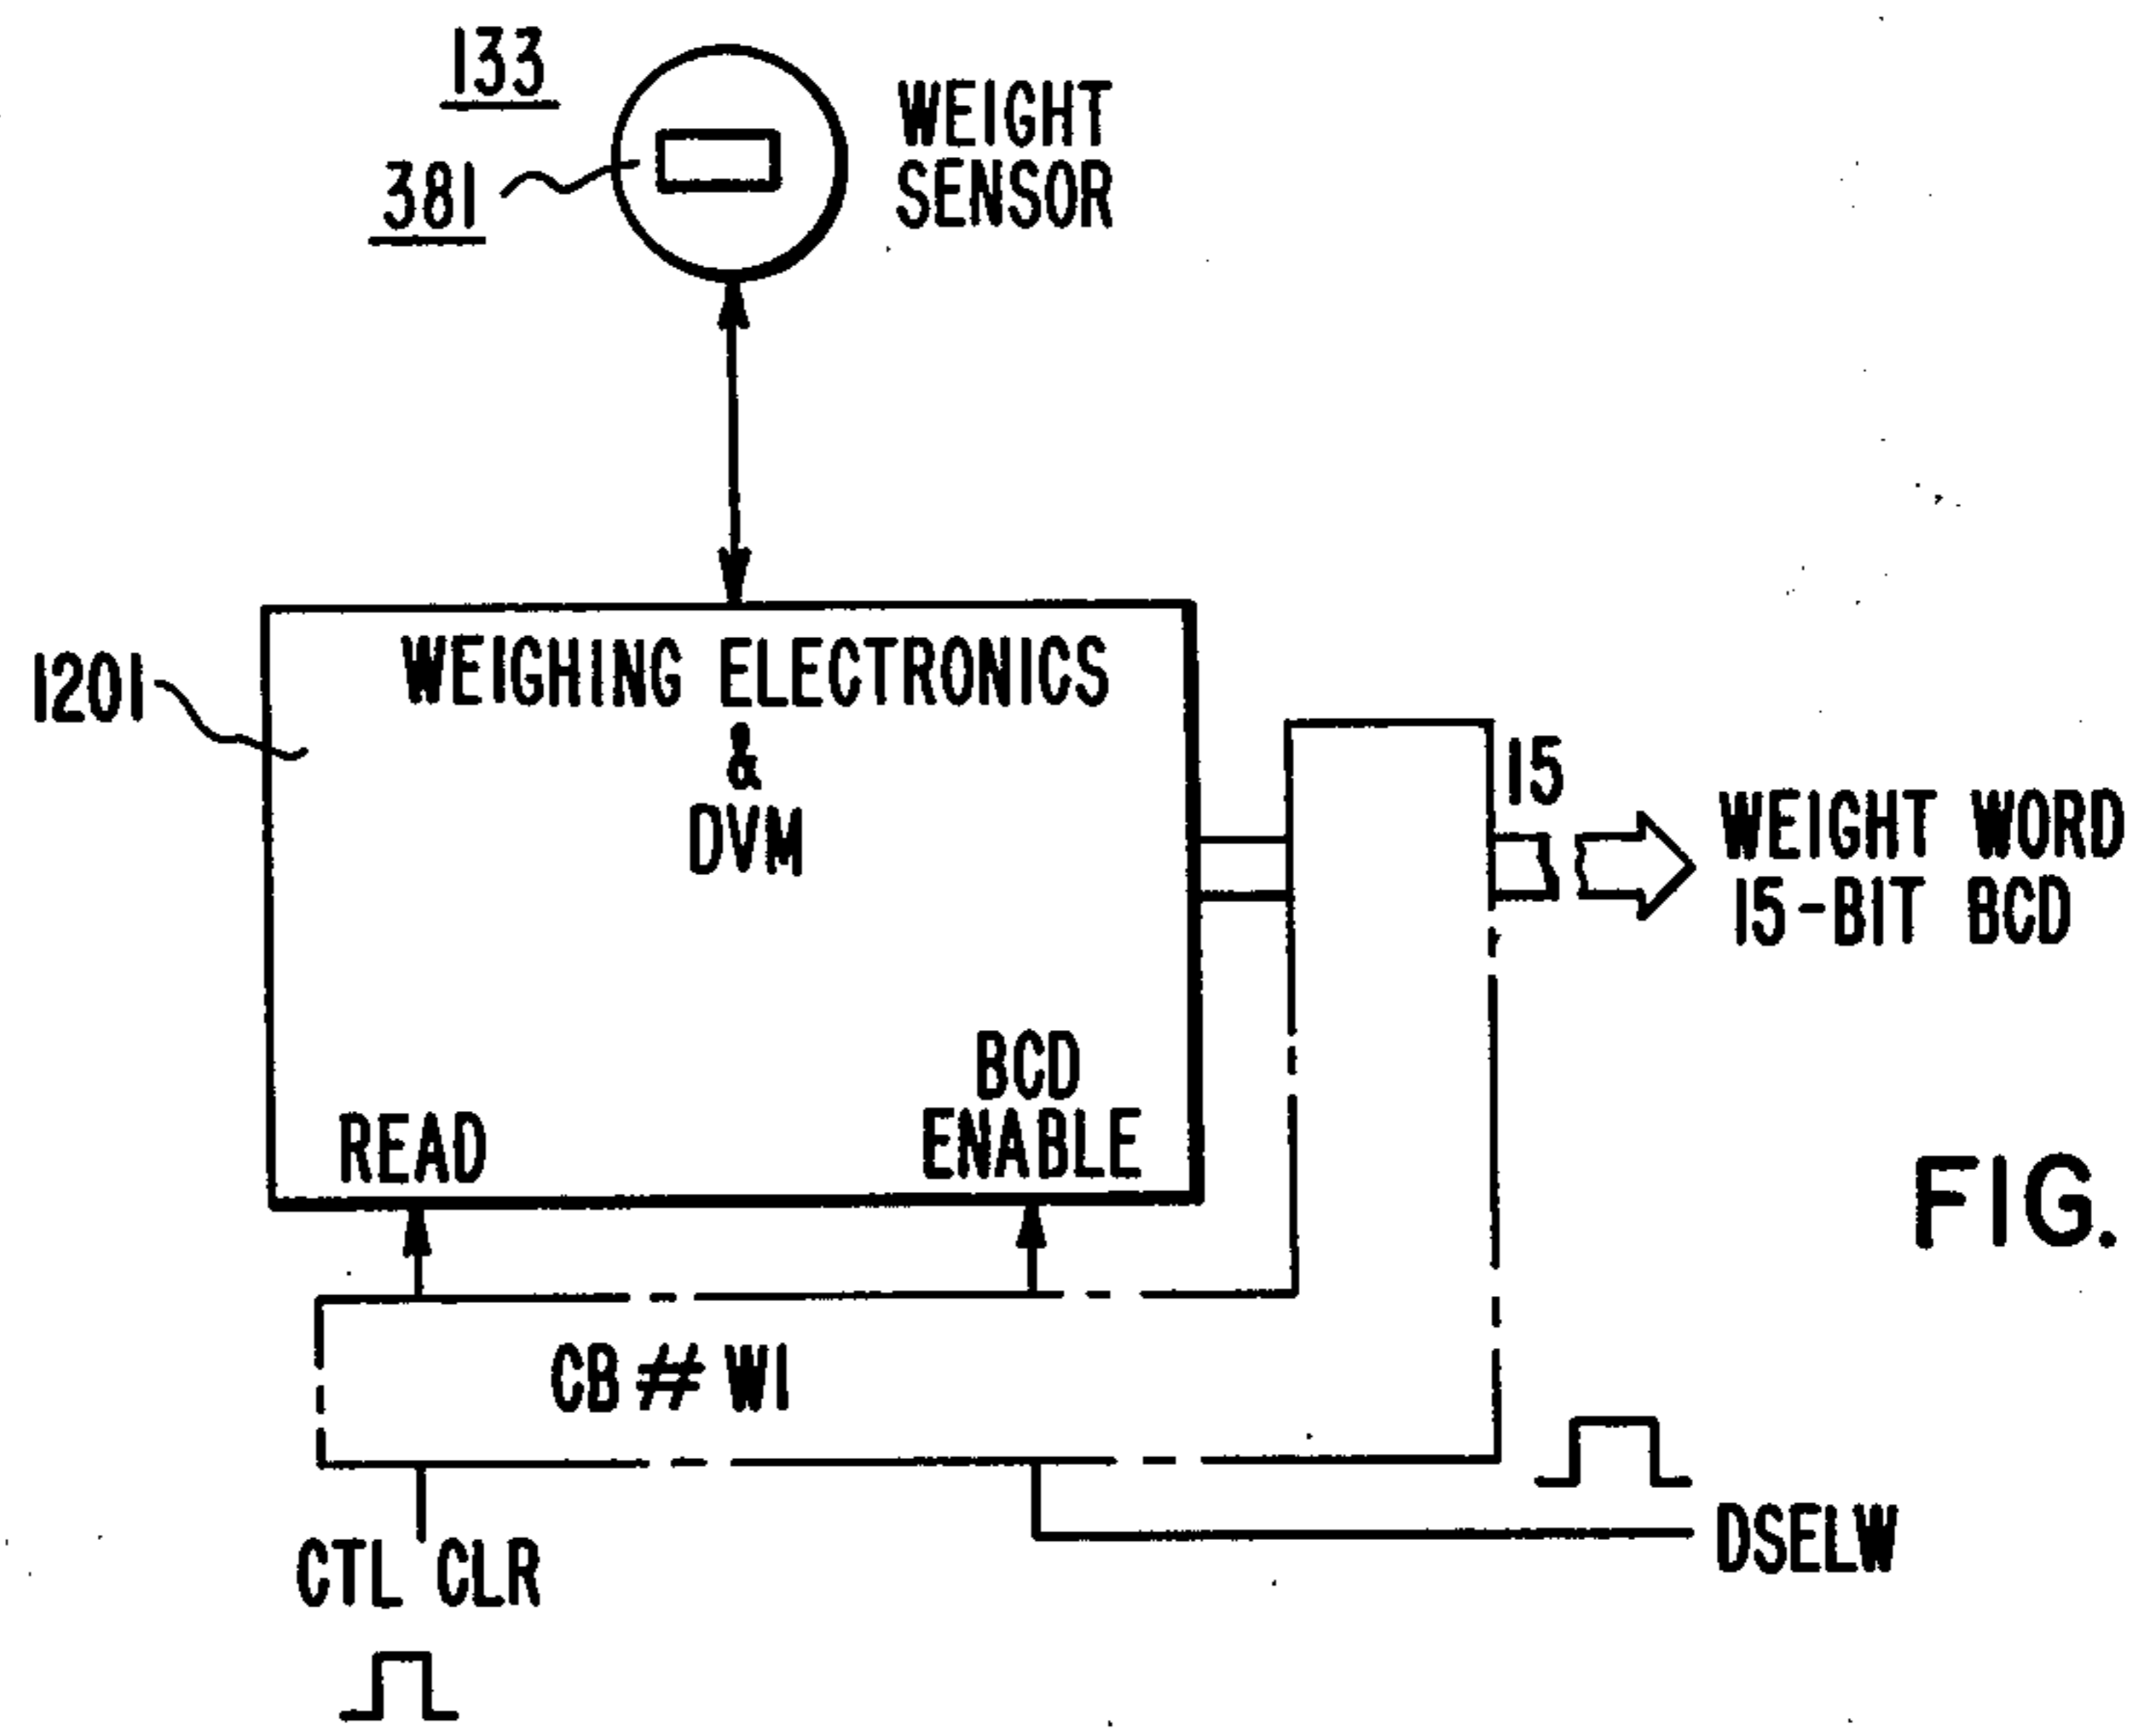 133
381
WEIGHT
SENSOR
1201
WEIGHING ELECTRONICS
&
DVM
15
WEIGHT WORD
15-BIT BCD
BCD
READ
ENABLE
FIG.
CB # W1
CTL CLR
DSELW